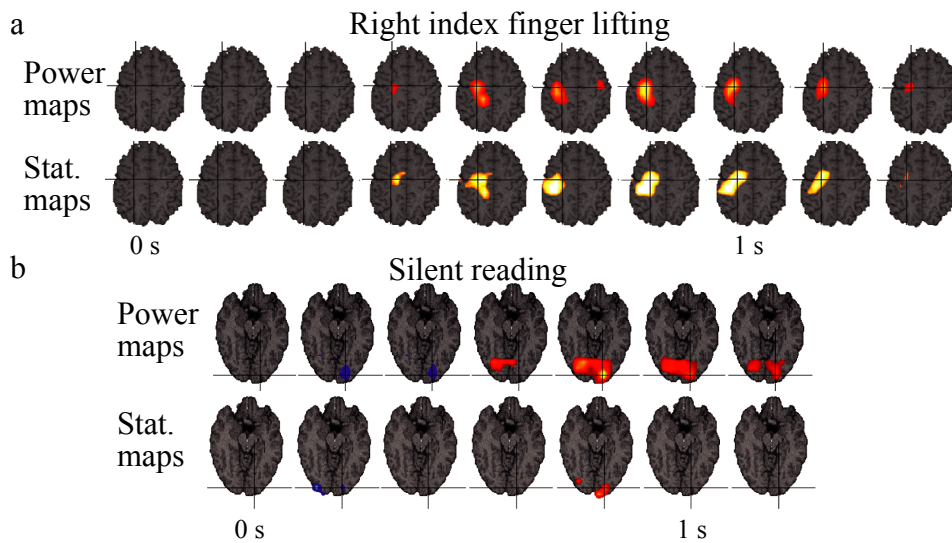 a
Right index finger lifting
Power
maps
Stat.
maps
0 s
1 s
b
Silent reading
Power
maps
Stat.
maps
0 s
1 s